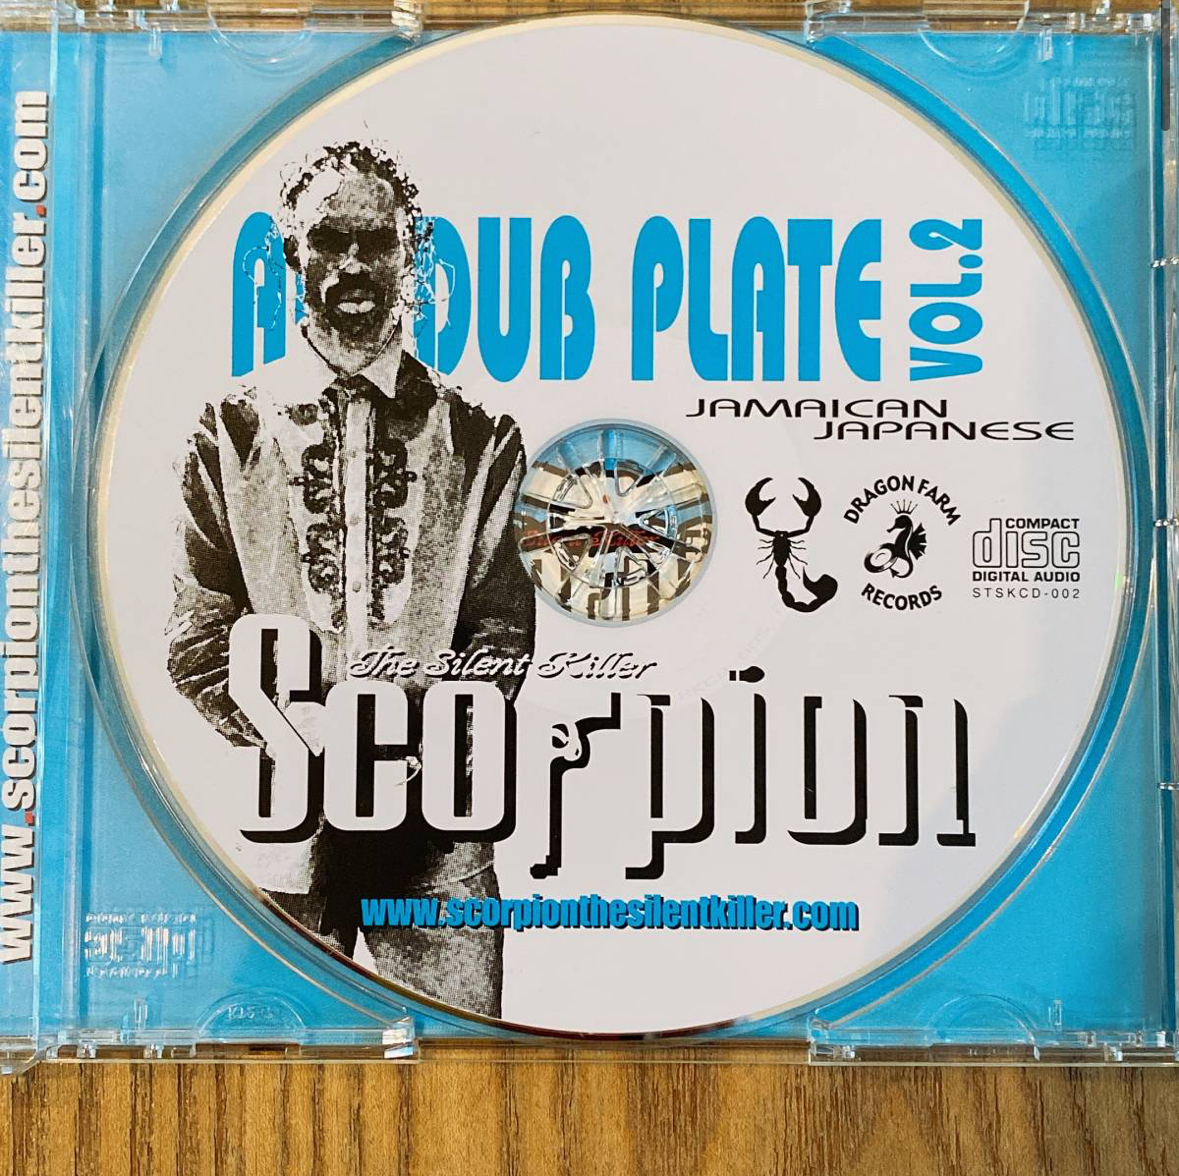 www.scorpionthesilentkiller.com
DUB PLATE
VOL.2
JAMAICAN
JAPANESE
DRAGON FARM
RECORDS
COMPACT
disc
DIGITAL AUDIO
STSKCD-002
The Silent Killer
Scorpion
www.scorpionthesilentkiller.com